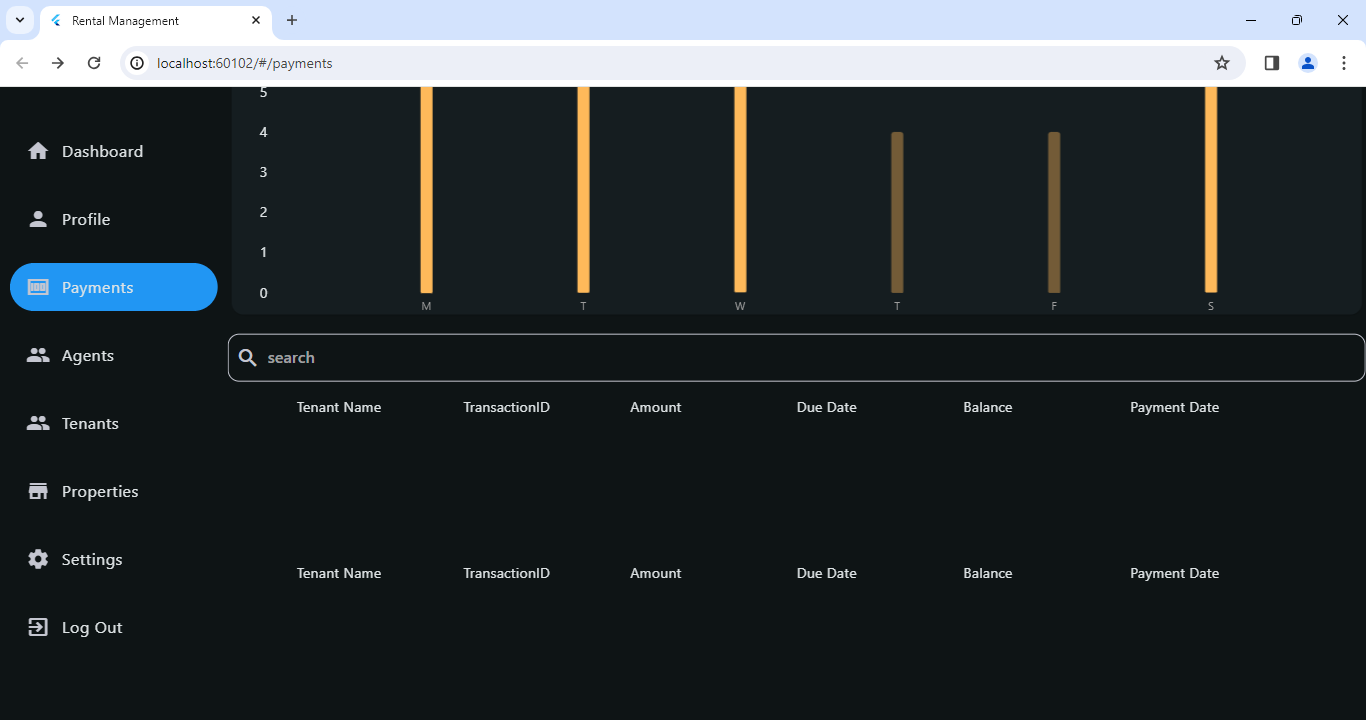 Rental Management
localhost:60102/#/payments
Dashboard
Profile
Payments
Agents
Tenants
Properties
Settings
Log Out
5
4
3
2
1
0
M T W T F S
search
Tenant Name TransactionID Amount Due Date Balance Payment Date
Tenant Name TransactionID Amount Due Date Balance Payment Date